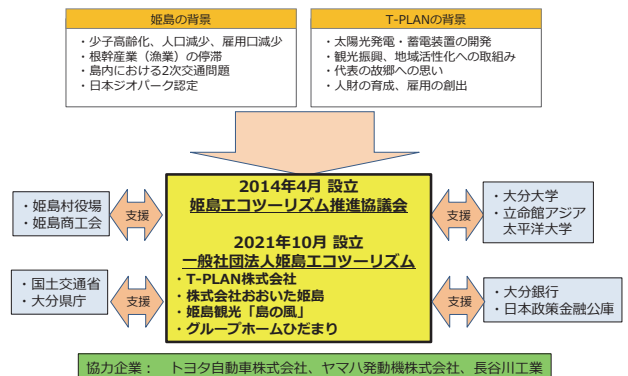 姫島の背景
・少子高齢化、人口減少、雇用口減少
・根幹産業（漁業）の停滞
・島内における2次交通問題
・日本ジオパーク認定
T-PLANの背景
・太陽光発電・蓄電装置の開発
・観光振興、地域活性化への取組み
・代表の故郷への思い
・人財の育成、雇用の創出
・姫島村役場
・姫島商工会
支援
・国土交通省
・大分県庁
支援
2014年4月 設立
姫島エコツーリズム推進協議会
2021年10月 設立
一般社団法人姫島エコツーリズム
・T-PLAN株式会社
・株式会社おおいた姫島
・姫島観光「島の風」
・グループホームひだまり
支援
・大分大学
・立命館アジア
太平洋大学
支援
・大分銀行
・日本政策金融公庫
協力企業： トヨタ自動車株式会社、ヤマハ発動機株式会社、長谷川工業